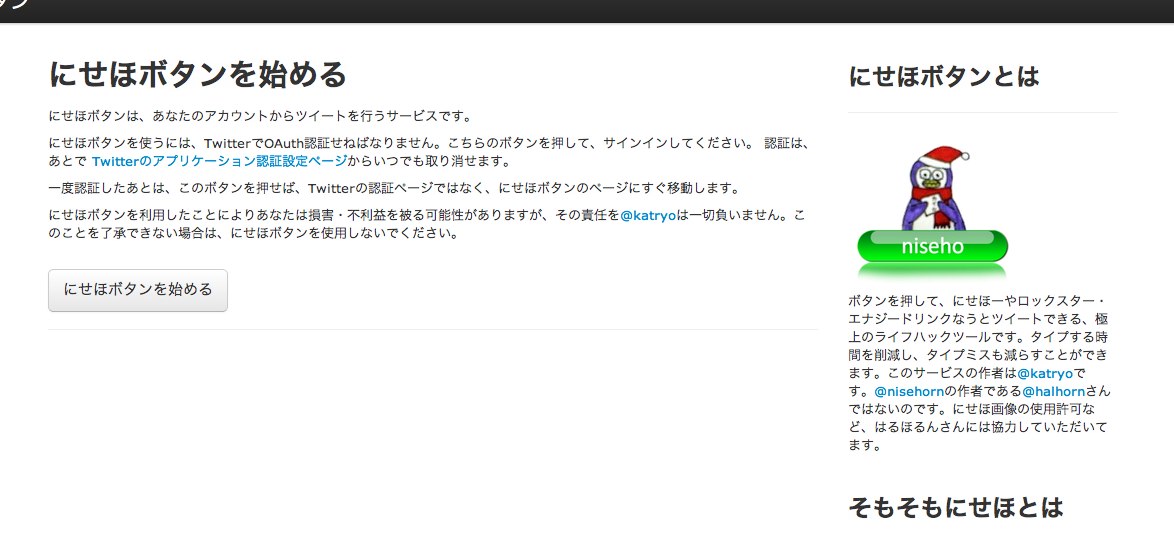 にせほボタンを始める
にせほボタンは、あなたのアカウントからツイートを行うサービスです。
にせほボタンを使うには、TwitterでOAuth認証せねばなりません。こちらのボタンを押して、サインインしてください。 認証は、
あとで Twitterのアプリケーション認証設定ページからいつでも取り消せます。
一度認証したあとは、このボタンを押せば、Twitterの認証ページではなく、にせほボタンのページにすぐ移動します。
にせほボタンを利用したことによりあなたは損害・不利益を被る可能性がありますが、その責任を@katryoは一切負いません。こ
のことを了承できない場合は、にせほボタンを使用しないでください。
にせほボタンを始める
にせほボタンとは
niseho
ボタンを押して、にせほーやロックスター・
エナジードリンクなうとツイートできる、極
上のライフハックツールです。タイプする時
間を削減し、タイプミスも減らすことができ
ます。このサービスの作者は@katryoで
す。@nisehornの作者である@halhornさん
ではないのです。にせほ画像の使用許可な
ど、はるほるんさんには協力していただいて
ます。
そもそもにせほとは